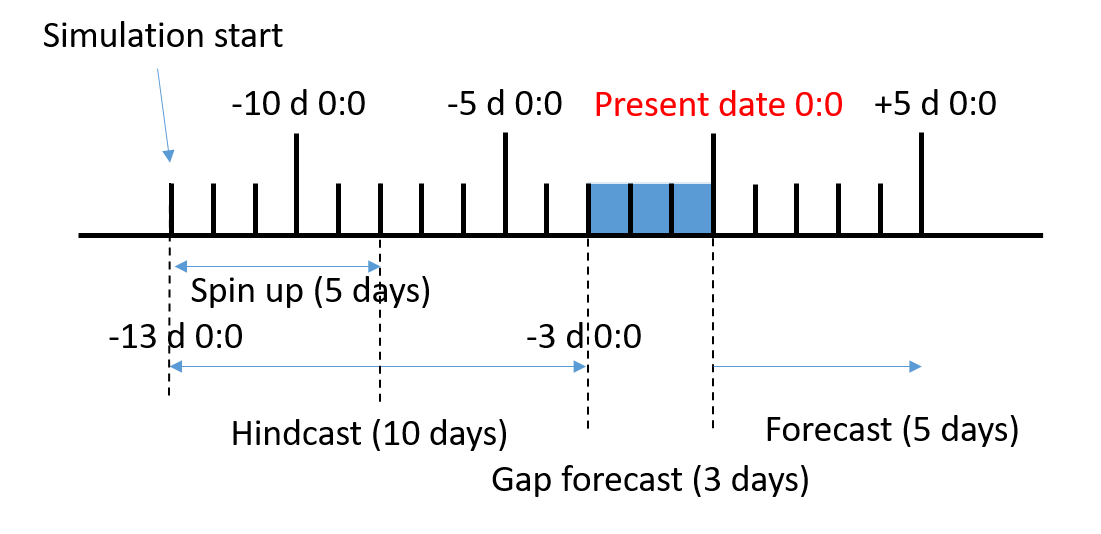 Simulation start
-10 d 0:0
-5 d 0:0
Present date 0:0
+5 d 0:0
Spin up (5 days)
-13 d 0:0
-3 d 0:0
Hindcast (10 days)
Forecast (5 days)
Gap forecast (3 days)